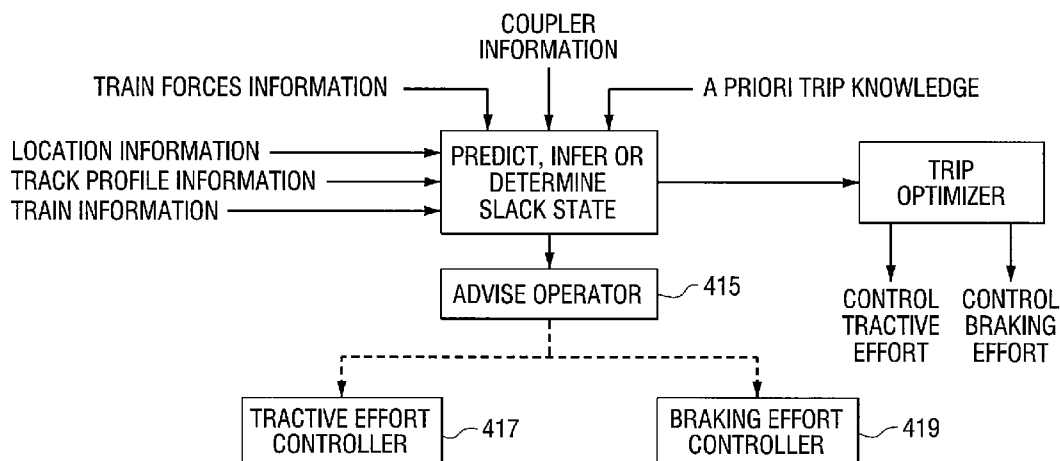 COUPLER
INFORMATION
TRAIN FORCES INFORMATION
A PRIORI TRIP KNOWLEDGE
LOCATION INFORMATION
TRACK PROFILE INFORMATION
TRAIN INFORMATION
PREDICT, INFER OR
DETERMINE
SLACK STATE
TRIP
OPTIMIZER
ADVISE OPERATOR
415
CONTROL
TRACTIVE
EFFORT
CONTROL
BRAKING
EFFORT
TRACTIVE EFFORT
CONTROLLER
417
BRAKING EFFORT
CONTROLLER
419